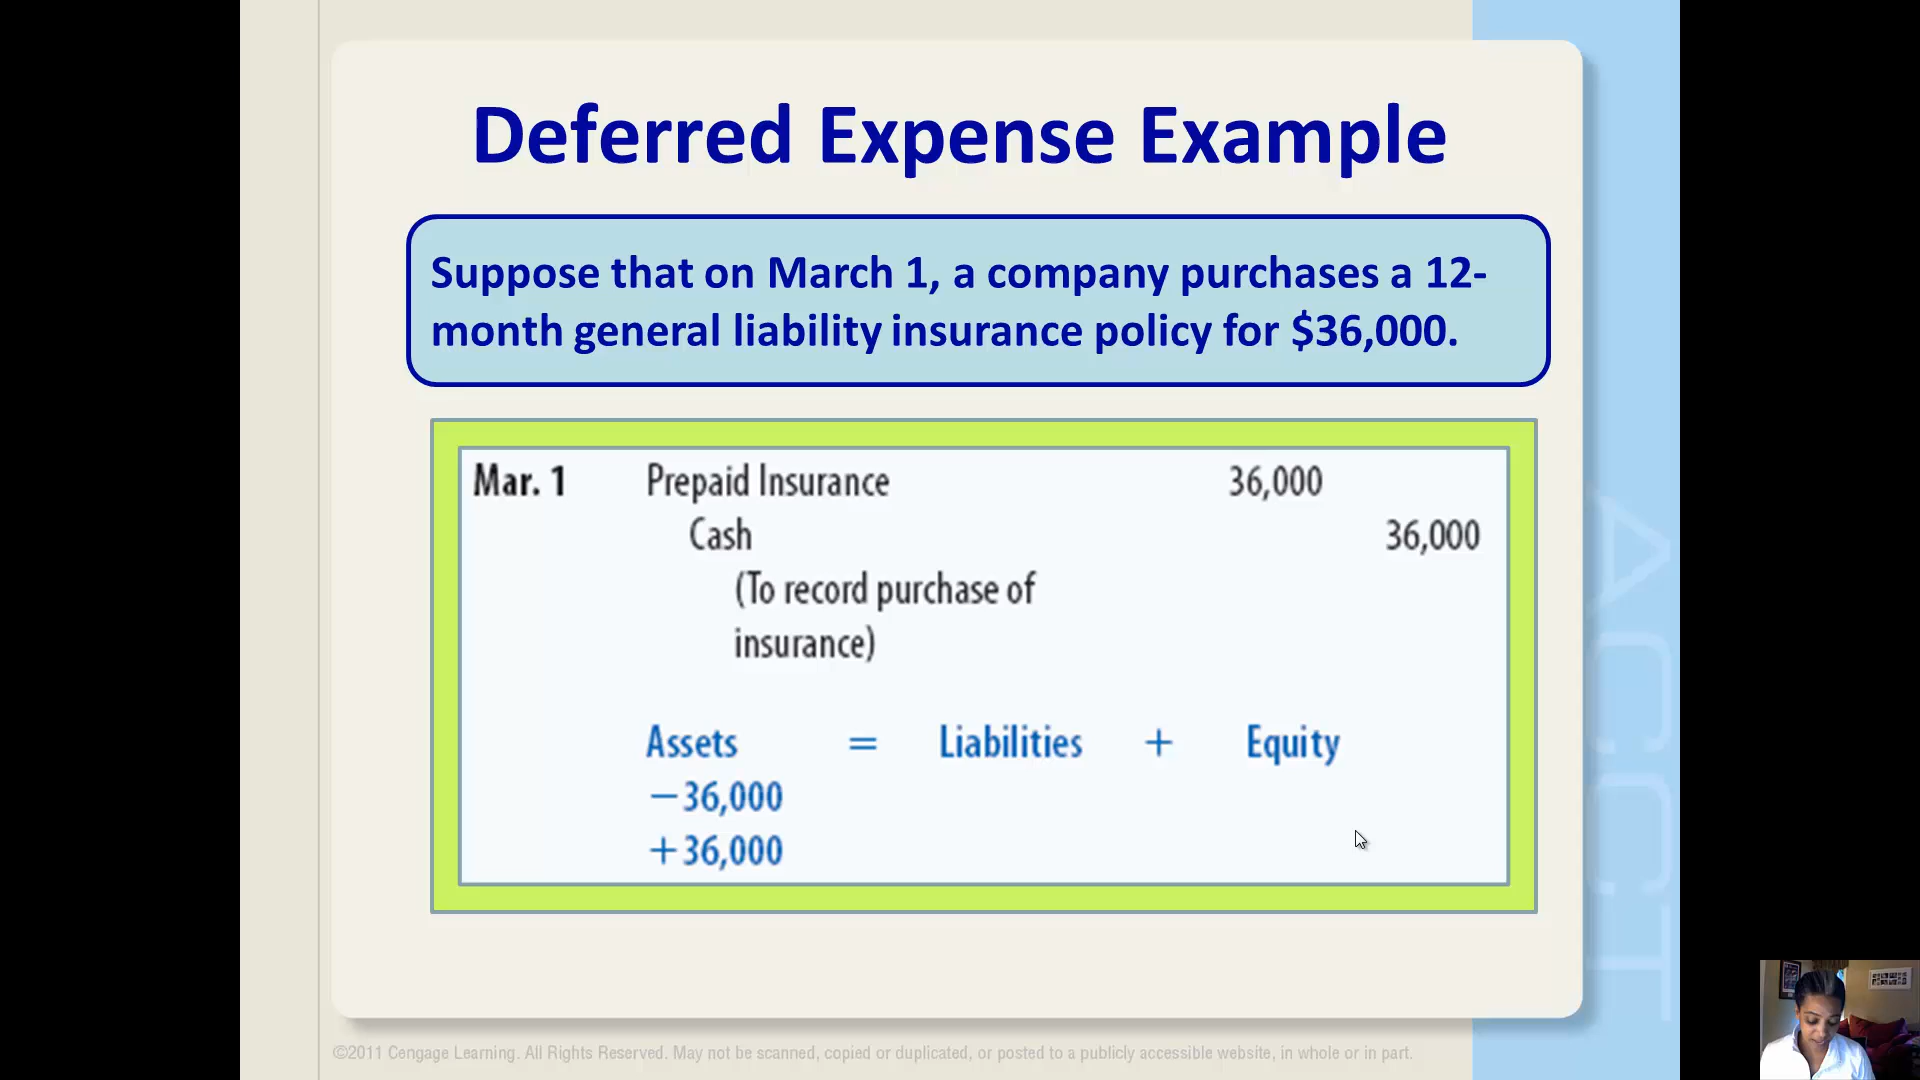 Deferred Expense Example
Suppose that on March 1, a company purchases a 12-
month general liability insurance policy for $36,000.
Mar. 1 Prepaid Insurance 36,000
Cash 36,000
(To record purchase of
insurance)
Assets = Liabilities + Equity
−36,000
+36,000
ACCT
©2011 Cengage Learning. All Rights Reserved. May not be scanned, copied or duplicated, or posted to a publicly accessible website, in whole or in part.